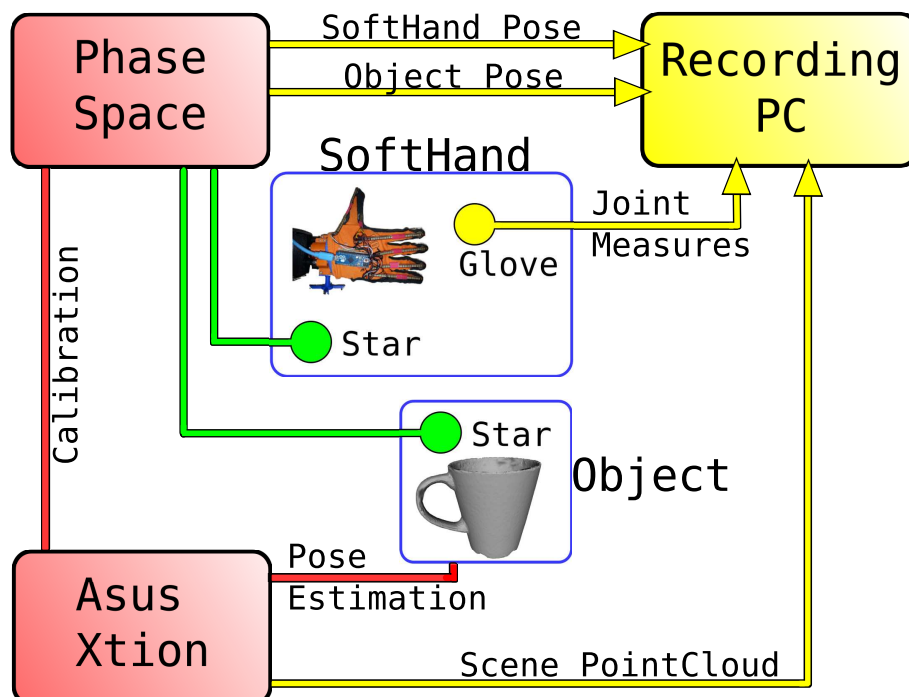 Phase
Space
SoftHand Pose
Object Pose
Recording
PC
SoftHand
Joint
Measures
Glove
Star
Calibration
Star
Object
Pose
Estimation
Asus
Xtion
Scene PointCloud